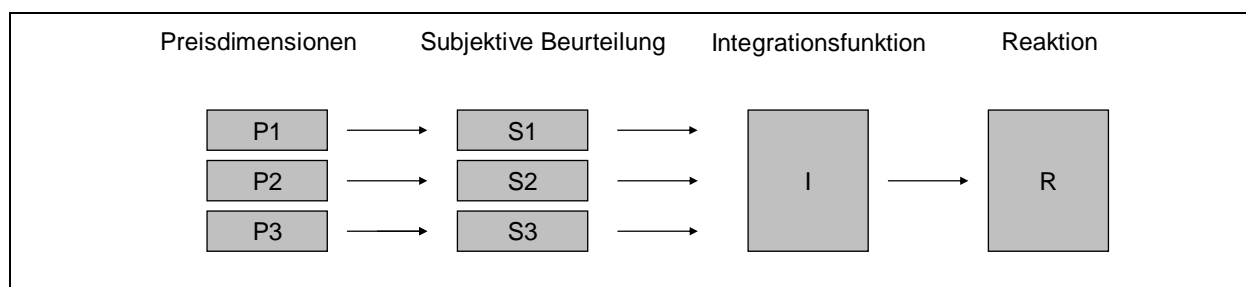 Preisdimensionen Subjektive Beurteilung Integrationsfunktion Reaktion
P1 S1
P2 S2 I R
P3 S3